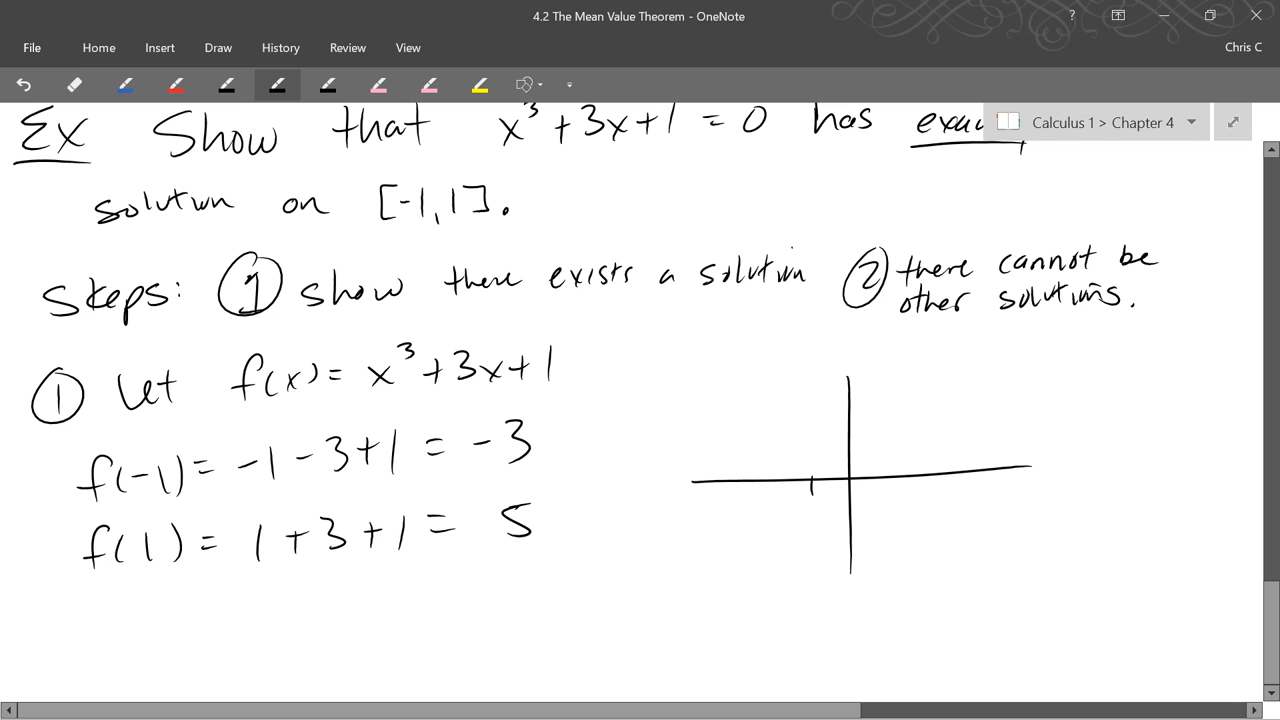 4.2 The Mean Value Theorem - OneNote
File Home Insert Draw History Review View Chris C
Calculus 1 > Chapter 4
Ex Show that x³+3x+1=0 has
solution on [-1,1].
Steps: ① show there exists a solution ② there cannot be
other solutions.
① Let f(x)= x³+3x+1
f(-1)= -1-3+1 = -3
f(1)= 1+3+1 = 5